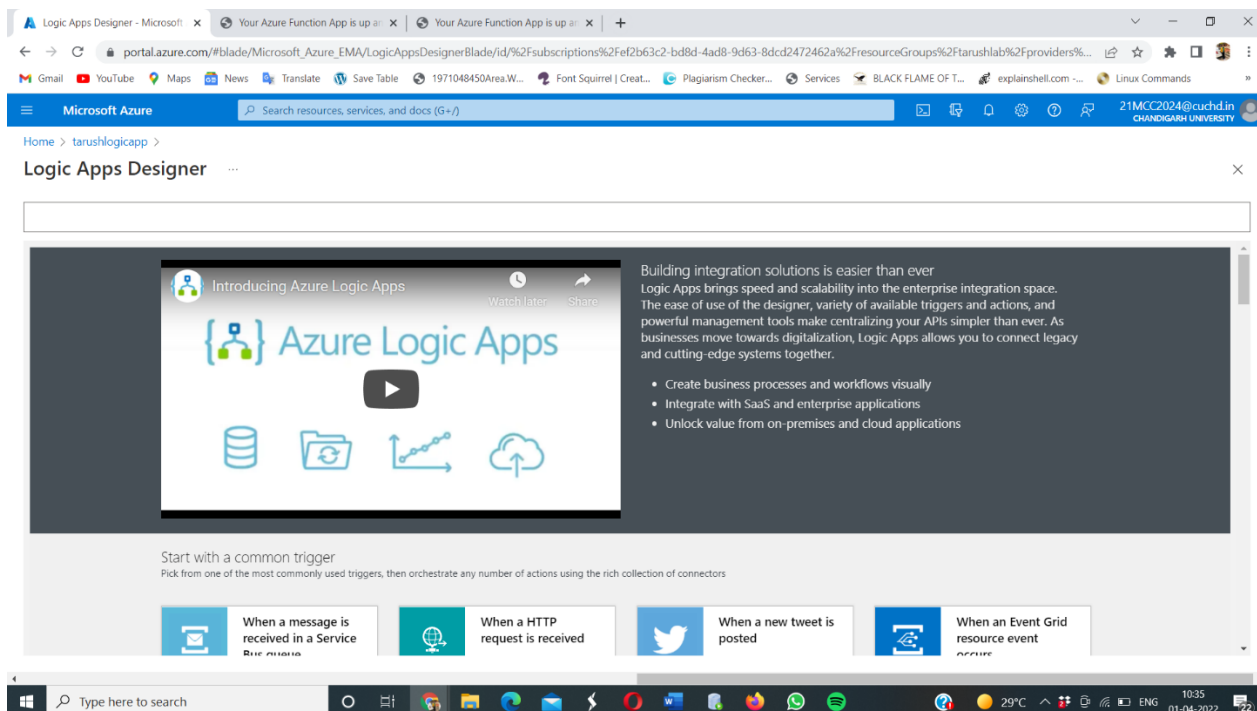 Logic Apps Designer - Microsoft
Your Azure Function App is up an
Your Azure Function App is up an
portal.azure.com/#blade/Microsoft_Azure_EMA/LogicAppsDesignerBlade/id/%2Fsubscriptions%2Fef2b63c2-bd8d-4ad8-9d63-8dcd2472462a%2FresourceGroups%2Ftarushlab%2Fproviders%...
Gmail YouTube Maps News Translate Save Table 1971048450Area.W... Font Squirrel | Creat... Plagiarism Checker... Services BLACK FLAME OF T... explainshell.com -... Linux Commands »
Microsoft Azure
Search resources, services, and docs (G+/)
21MCC2024@cuchd.in
CHANDIGARH UNIVERSITY
Home > tarushlogicapp >
Logic Apps Designer ...
Introducing Azure Logic Apps
Watch later Share
Azure Logic Apps
Building integration solutions is easier than ever
Logic Apps brings speed and scalability into the enterprise integration space.
The ease of use of the designer, variety of available triggers and actions, and
powerful management tools make centralizing your APIs simpler than ever. As
businesses move towards digitalization, Logic Apps allows you to connect legacy
and cutting-edge systems together.
• Create business processes and workflows visually
• Integrate with SaaS and enterprise applications
• Unlock value from on-premises and cloud applications
Start with a common trigger
Pick from one of the most commonly used triggers, then orchestrate any number of actions using the rich collection of connectors
When a message is
received in a Service
Bus queue
When a HTTP
request is received
When a new tweet is
posted
When an Event Grid
resource event
occurs
Type here to search
29°C
ENG
10:35
01-04-2022
22